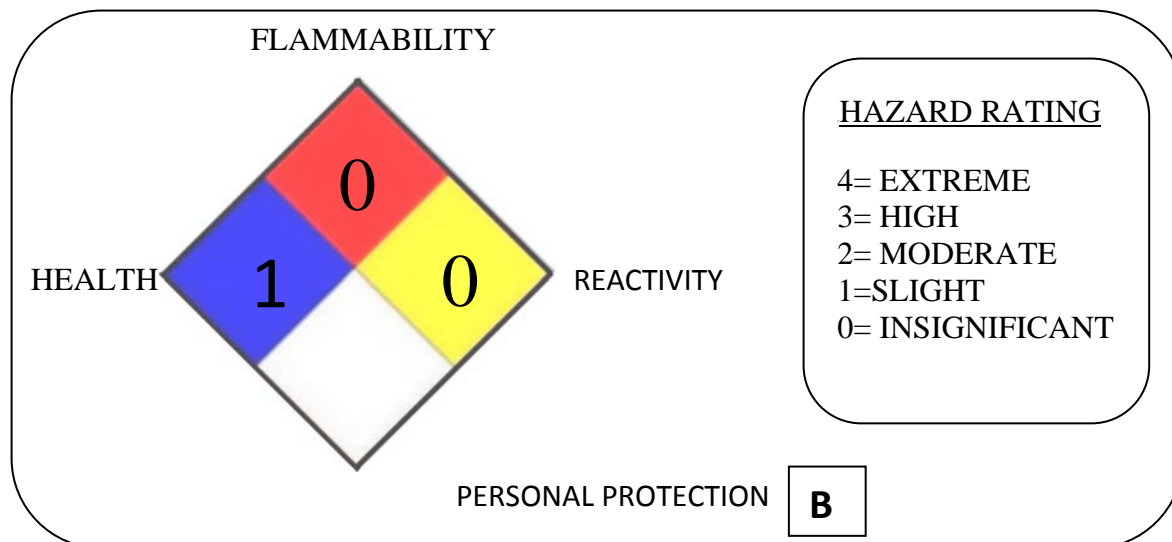 FLAMMABILITY
0
HEALTH
1
0
REACTIVITY
PERSONAL PROTECTION B
HAZARD RATING
4= EXTREME
3= HIGH
2= MODERATE
1=SLIGHT
0= INSIGNIFICANT